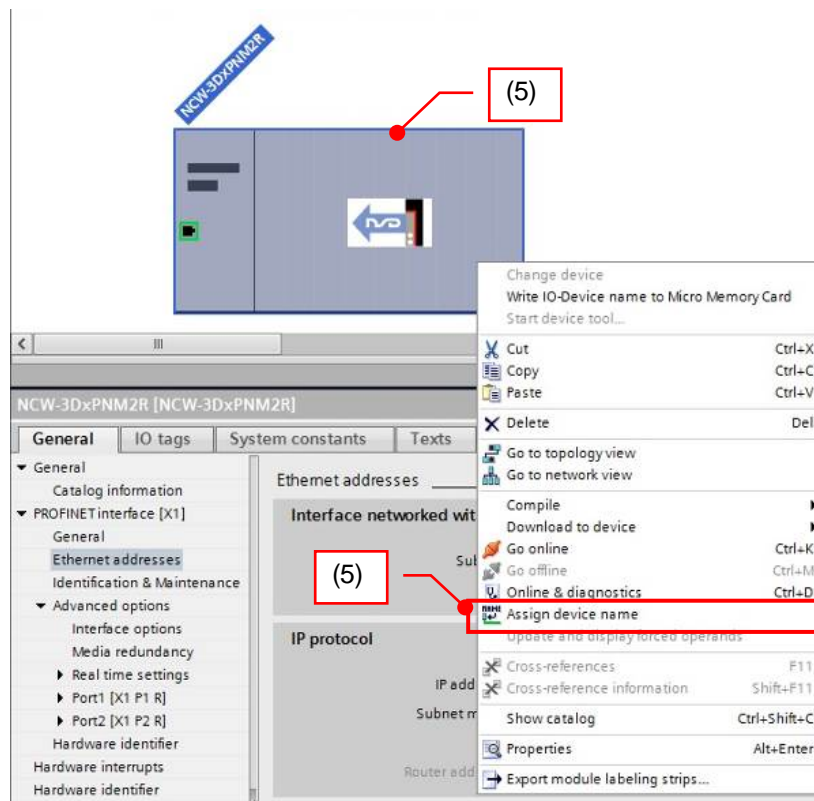 NCW-3DxPNM2R
(5)
Change device
Write IO-Device name to Micro Memory Card
Start device tool...
Cut Ctrl+X
Copy Ctrl+C
Paste Ctrl+V
Delete Del
Go to topology view
Go to network view
Compile
Download to device
Go online Ctrl+K
Go offline Ctrl+M
Online & diagnostics Ctrl+D
Assign device name
Update and display forced operands
Cross-references F11
Cross-reference information Shift+F11
Show catalog Ctrl+Shift+C
Properties Alt+Enter
Export module labeling strips...
NCW-3DxPNM2R [NCW-3DxPNM2R]
General IO tags System constants Texts
General
Catalog information
PROFINET interface [X1]
General
Ethernet addresses
Identification & Maintenance
Advanced options
Interface options
Media redundancy
Real time settings
Port1 [X1 P1 R]
Port2 [X1 P2 R]
Hardware identifier
Hardware interrupts
Hardware identifier
Ethernet addresses
Interface networked wit
Sub
(5)
IP protocol
IP add
Subnet m
Router add